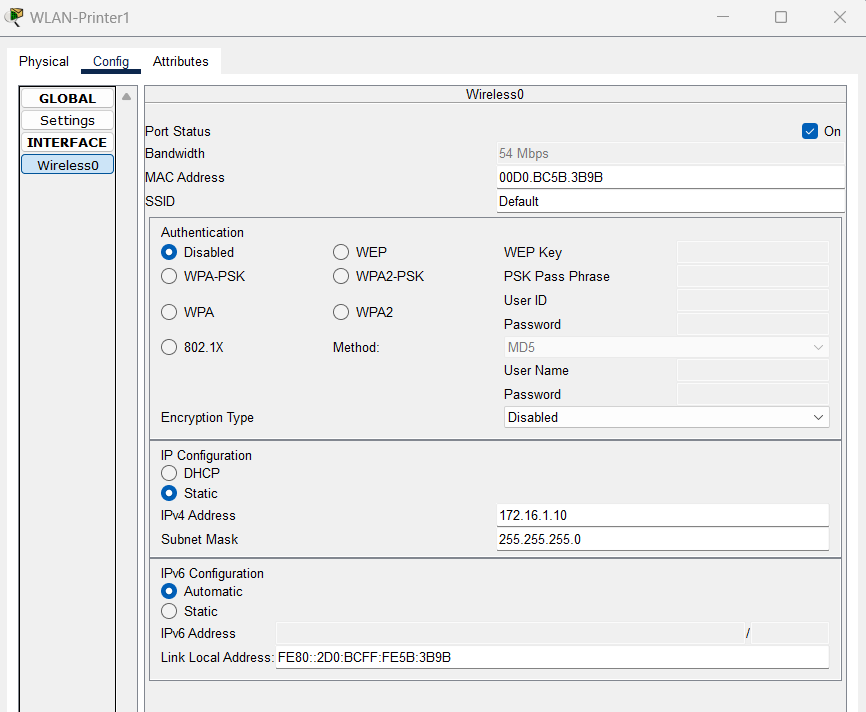 WLAN-Printer1
Physical Config Attributes
GLOBAL
Settings
INTERFACE
Wireless0
Wireless0
Port Status On
Bandwidth 54 Mbps
MAC Address 00D0.BC5B.3B9B
SSID Default
Authentication
Disabled WEP WEP Key
WPA-PSK WPA2-PSK PSK Pass Phrase
User ID
WPA WPA2
Password
802.1X Method: MD5
User Name
Password
Encryption Type Disabled
IP Configuration
DHCP
Static
IPv4 Address 172.16.1.10
Subnet Mask 255.255.255.0
IPv6 Configuration
Automatic
Static
IPv6 Address /
Link Local Address: FE80::2D0:BCFF:FE5B:3B9B